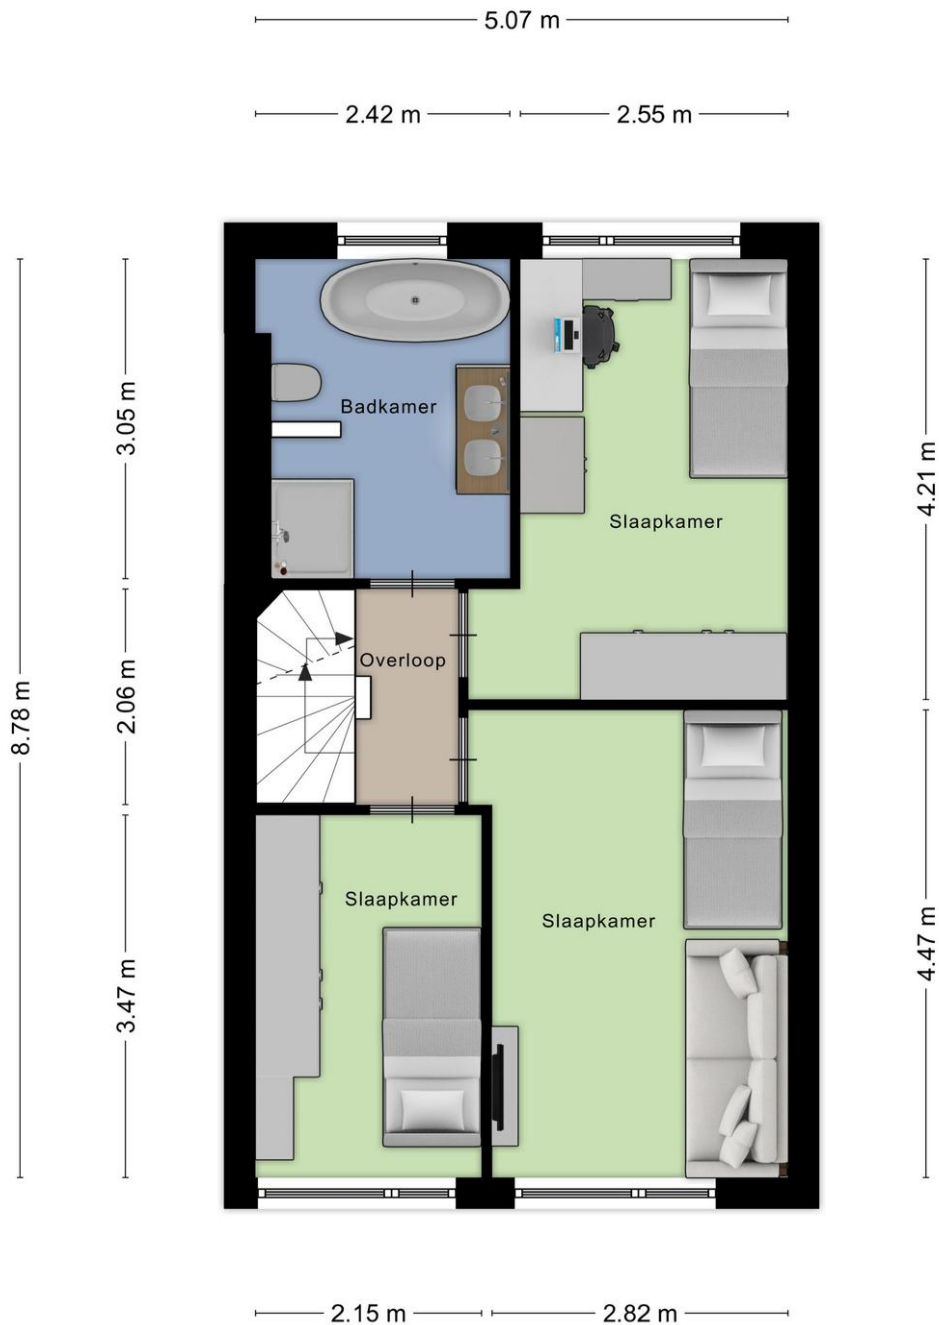 5.07 m
2.42 m
2.55 m
3.05 m
4.21 m
Badkamer
Slaapkamer
8.78 m
2.06 m
Overloop
3.47 m
4.47 m
Slaapkamer
Slaapkamer
2.15 m
2.82 m